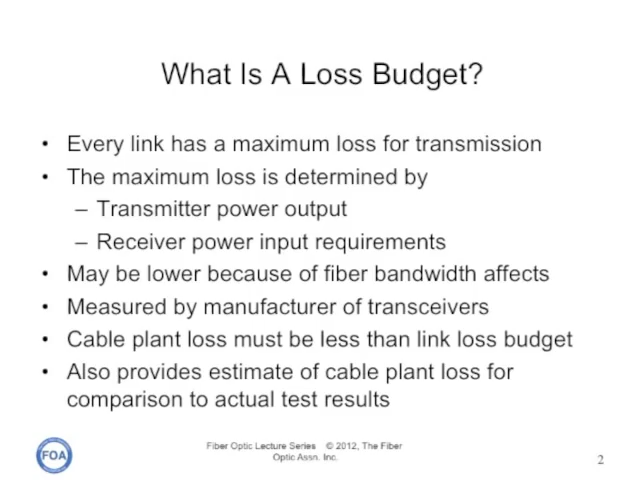 What Is A Loss Budget?
• Every link has a maximum loss for transmission
• The maximum loss is determined by
– Transmitter power output
– Receiver power input requirements
• May be lower because of fiber bandwidth affects
• Measured by manufacturer of transceivers
• Cable plant loss must be less than link loss budget
• Also provides estimate of cable plant loss for
comparison to actual test results
FOA
Fiber Optic Lecture Series © 2012, The Fiber
Optic Assn. Inc.
2